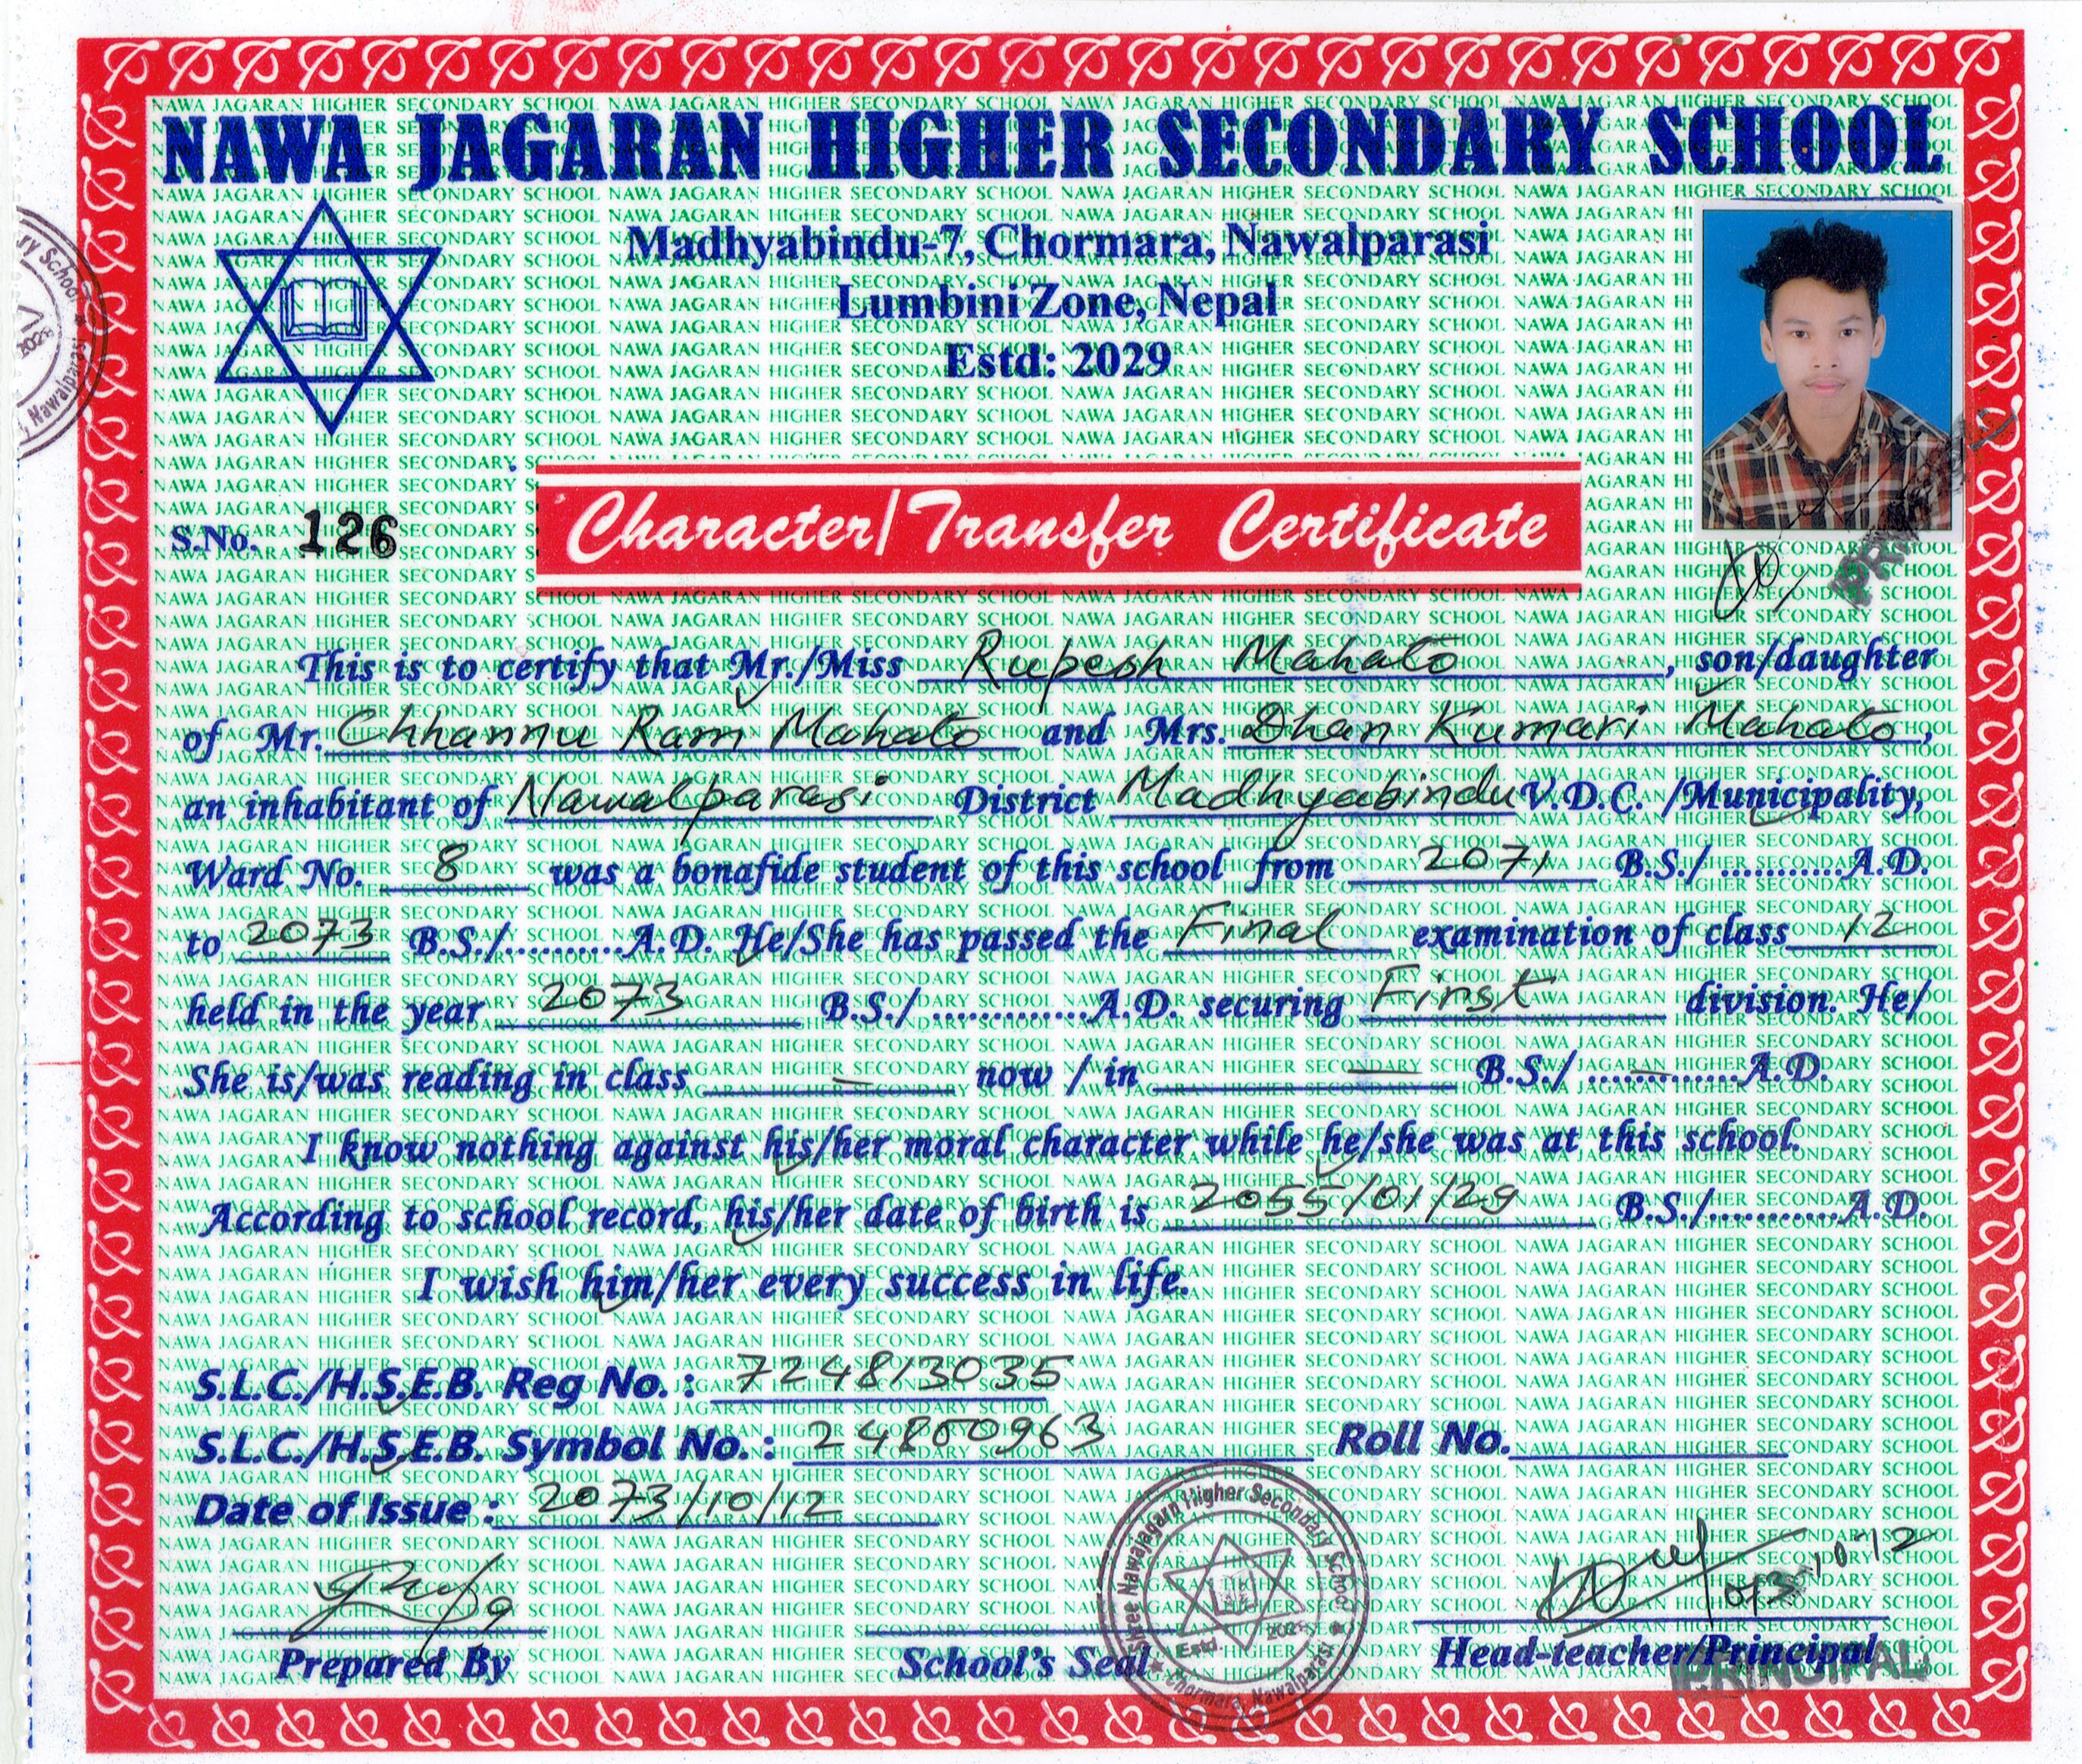 NAWA JAGARAN HIGHER SECONDARY SCHOOL
Madhyabindu-7, Chormara, Nawalparasi
Lumbini Zone, Nepal
Estd: 2029
Character/Transfer Certificate
S.No. 126
This is to certify that Mr./Miss Rupesh Mahato, son/daughter
of Mr. Chhannu Ram Mahato and Mrs. Dhan Kumari Mahato,
an inhabitant of Nawalparasi District Madhyabindu V.D.C. /Municipality,
Ward No. 8 was a bonafide student of this school from 2071 B.S./ ...........A.D.
to 2073 B.S./...........A.D. He/She has passed the Final examination of class 12
held in the year 2073 B.S./ ..............A.D. securing First division. He/
She is/was reading in class — now / in — B.S./ ......—........A.D.
I know nothing against his/her moral character while he/she was at this school.
According to school record, his/her date of birth is 2055/01/29 B.S./............A.D.
I wish him/her every success in life.
S.L.C./H.S.E.B. Reg No. : 724813035
S.L.C./H.S.E.B. Symbol No. : 24850963 Roll No.
Date of Issue : 2073/10/12
Prepared By
School's Seal
Shree Nawajagarn Higher Secondary School
Estd.
Chormara, Nawalparasi
Head-teacher/Principal
PRINCIPAL